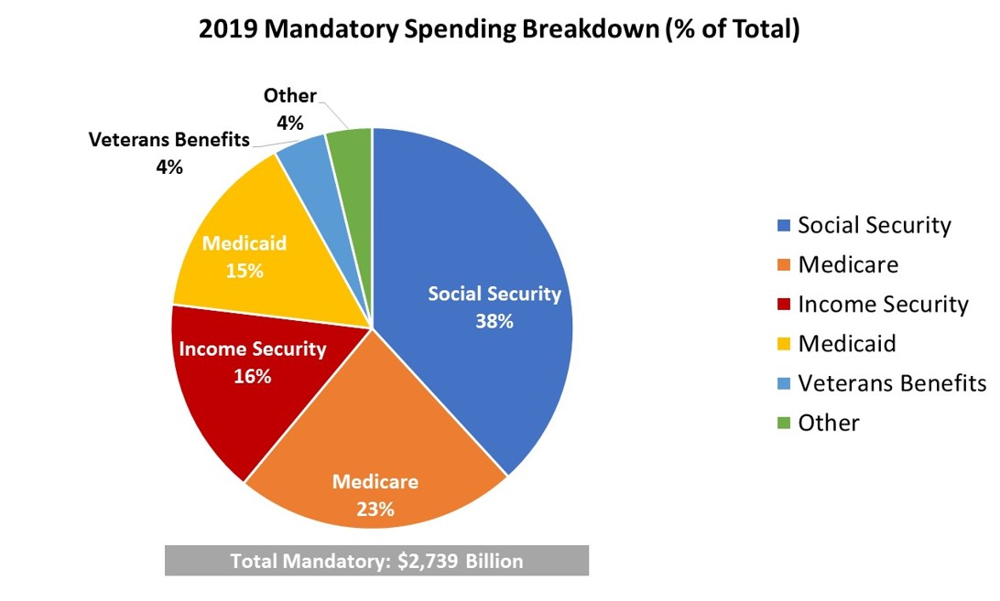 2019 Mandatory Spending Breakdown (% of Total)
Other
4%
Veterans Benefits
4%
Medicaid
15%
Social Security
38%
Income Security
16%
Medicare
23%
Social Security
Medicare
Income Security
Medicaid
Veterans Benefits
Other
Total Mandatory: $2,739 Billion